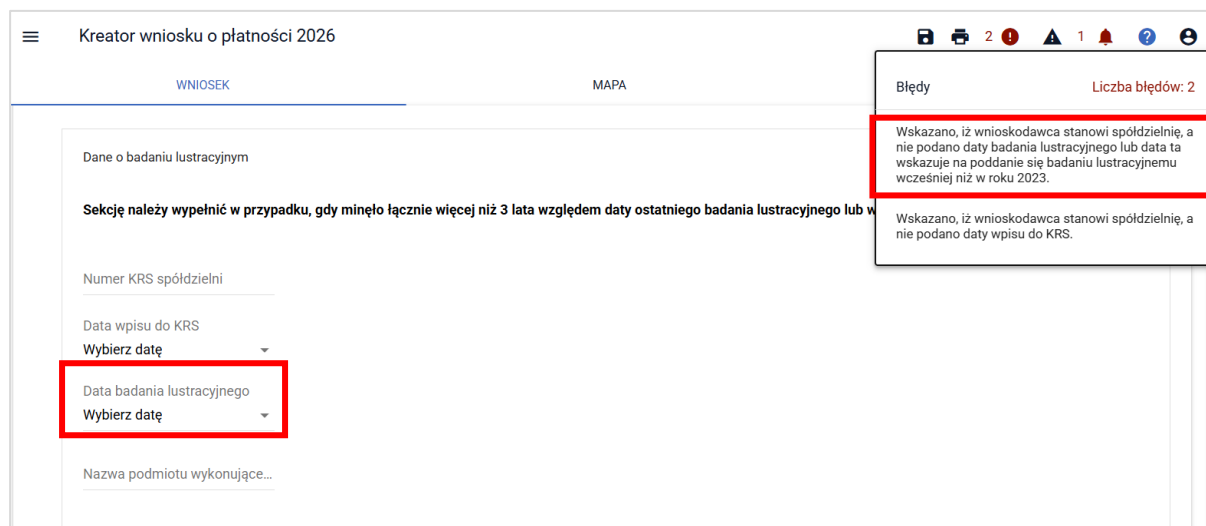 Kreator wniosku o płatności 2026
2
1
WNIOSEK
MAPA
Błędy
Liczba błędów: 2
Wskazano, iż wnioskodawca stanowi spółdzielnię, a
nie podano daty badania lustracyjnego lub data ta
wskazuje na poddanie się badaniu lustracyjnemu
wcześniej niż w roku 2023.
Wskazano, iż wnioskodawca stanowi spółdzielnię, a
nie podano daty wpisu do KRS.
Dane o badaniu lustracyjnym
Sekcję należy wypełnić w przypadku, gdy minęło łącznie więcej niż 3 lata względem daty ostatniego badania lustracyjnego lub w
Numer KRS spółdzielni
Data wpisu do KRS
Wybierz datę
Data badania lustracyjnego
Wybierz datę
Nazwa podmiotu wykonujące...